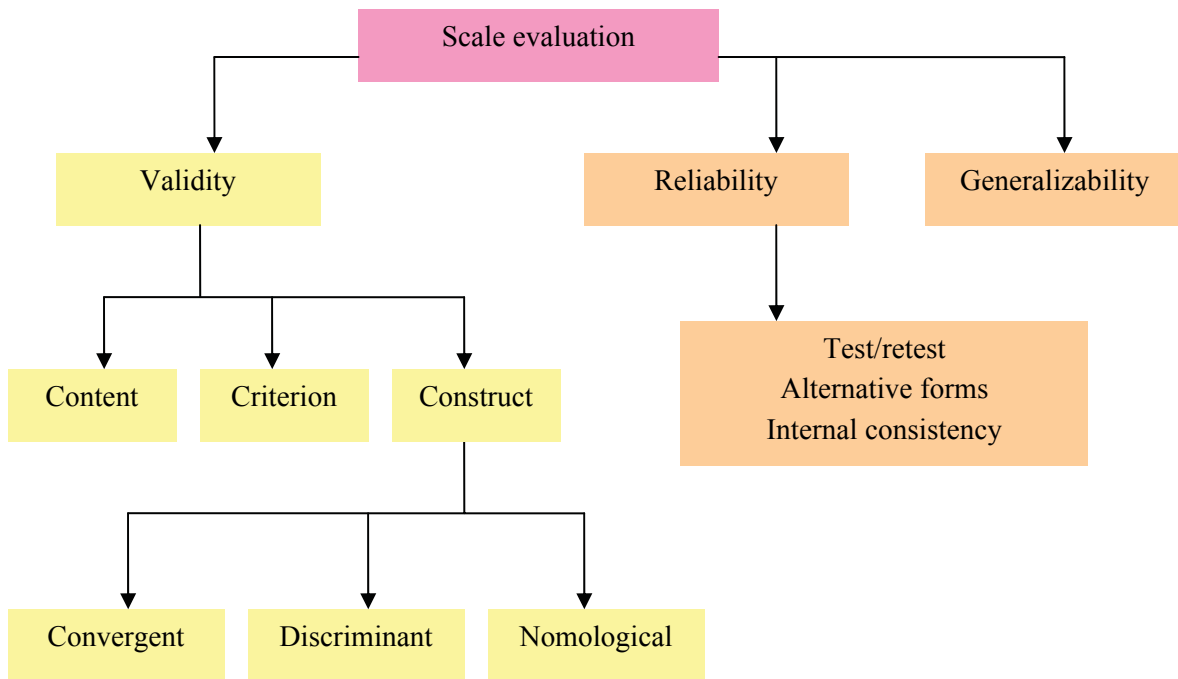 Scale evaluation
Validity
Reliability
Generalizability
Test/retest
Alternative forms
Internal consistency
Content
Criterion
Construct
Convergent
Discriminant
Nomological